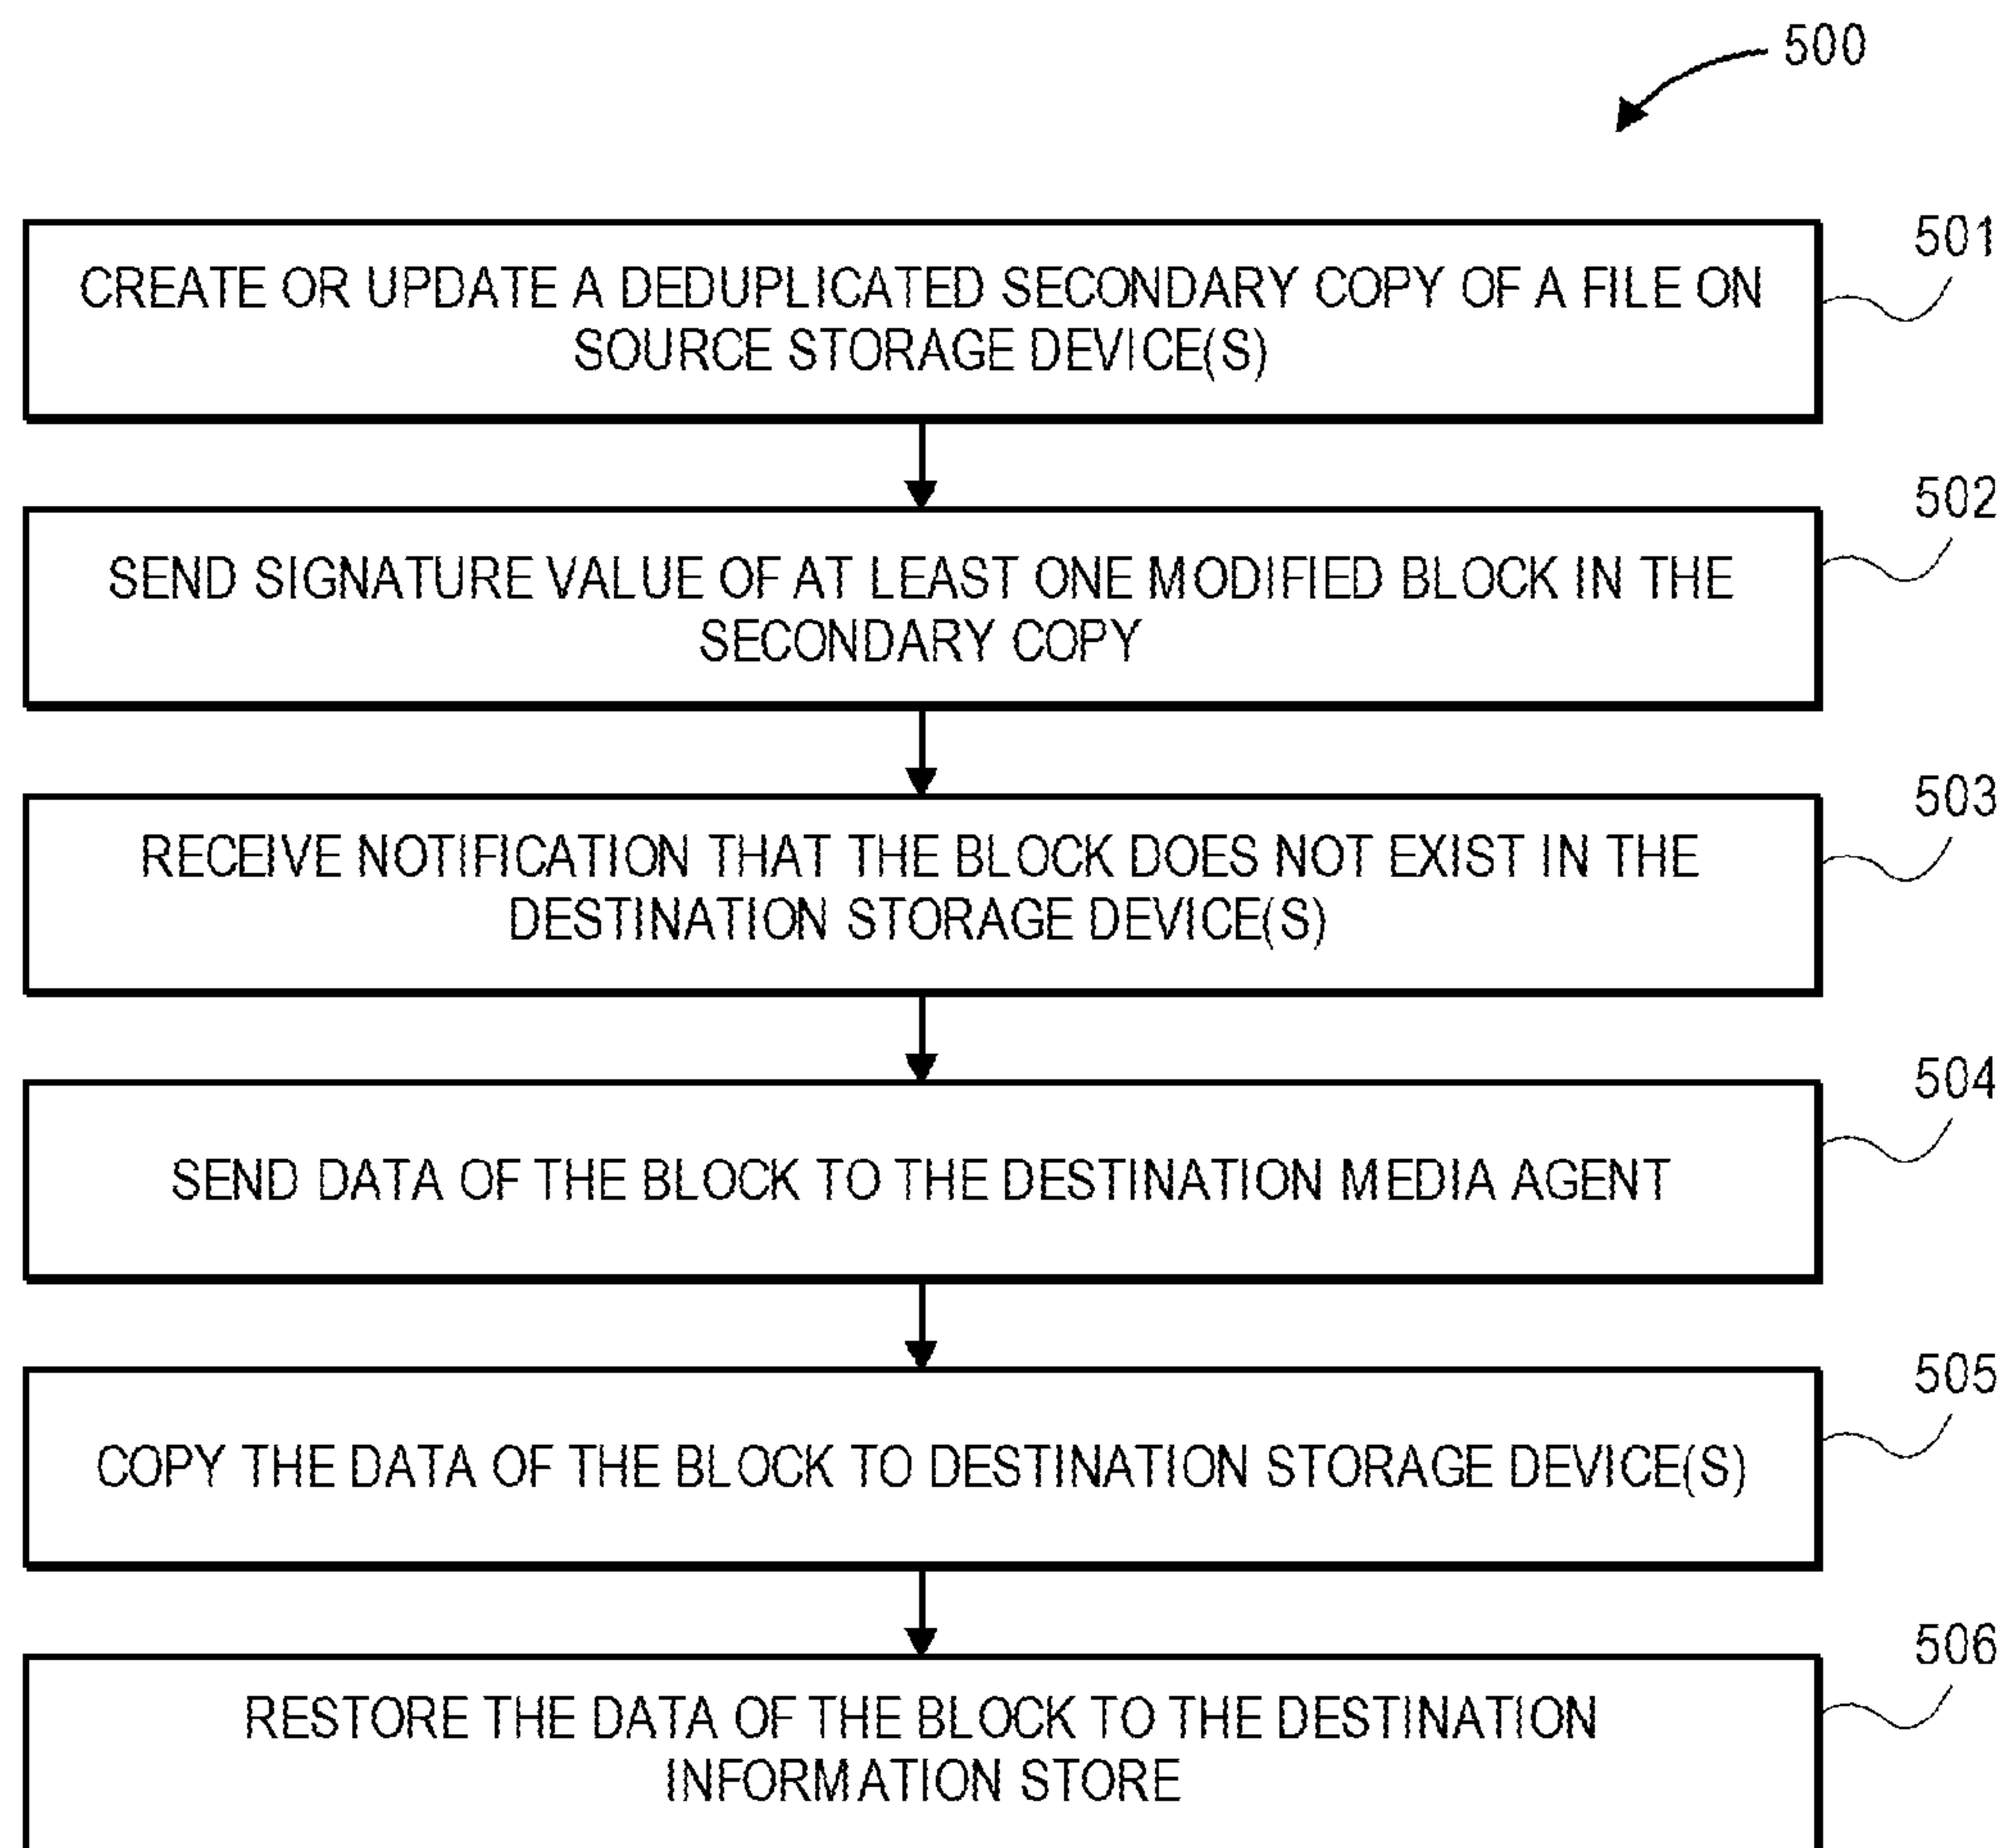 500
501
CREATE OR UPDATE A DEDUPLICATED SECONDARY COPY OF A FILE ON
SOURCE STORAGE DEVICE(S)
502
SEND SIGNATURE VALUE OF AT LEAST ONE MODIFIED BLOCK IN THE
SECONDARY COPY
503
RECEIVE NOTIFICATION THAT THE BLOCK DOES NOT EXIST IN THE
DESTINATION STORAGE DEVICE(S)
504
SEND DATA OF THE BLOCK TO THE DESTINATION MEDIA AGENT
505
COPY THE DATA OF THE BLOCK TO DESTINATION STORAGE DEVICE(S)
506
RESTORE THE DATA OF THE BLOCK TO THE DESTINATION
INFORMATION STORE